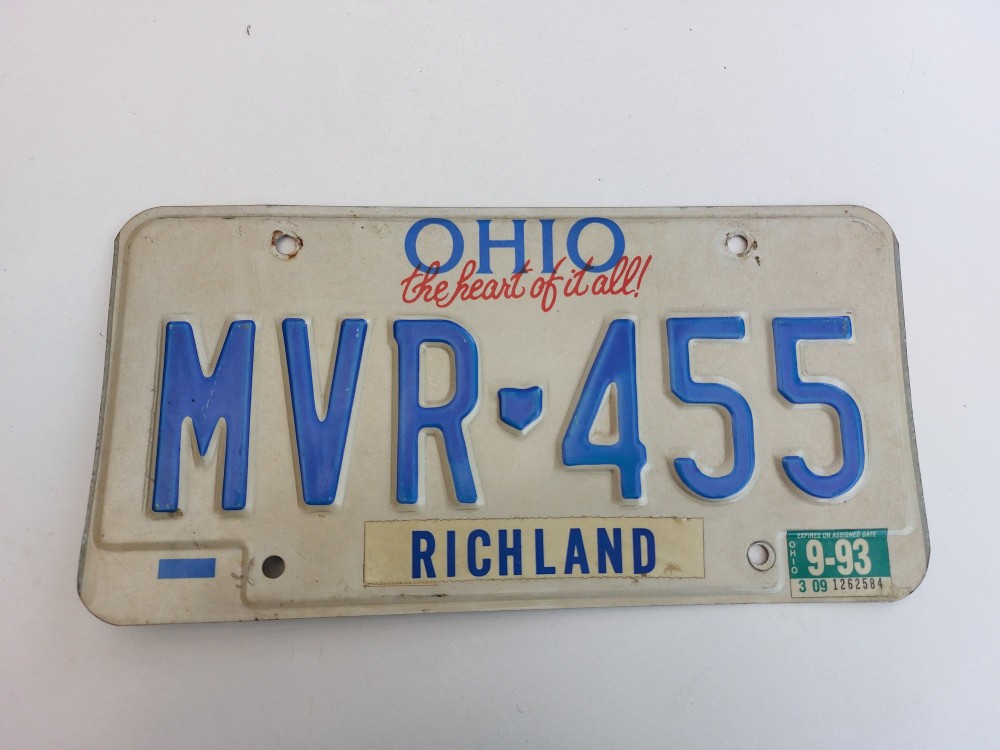 OHIO
the heart of it all!
MVR 455
RICHLAND
EXPIRES ON ASSIGNED DATE
OHIO
9-93
3 09 1262584